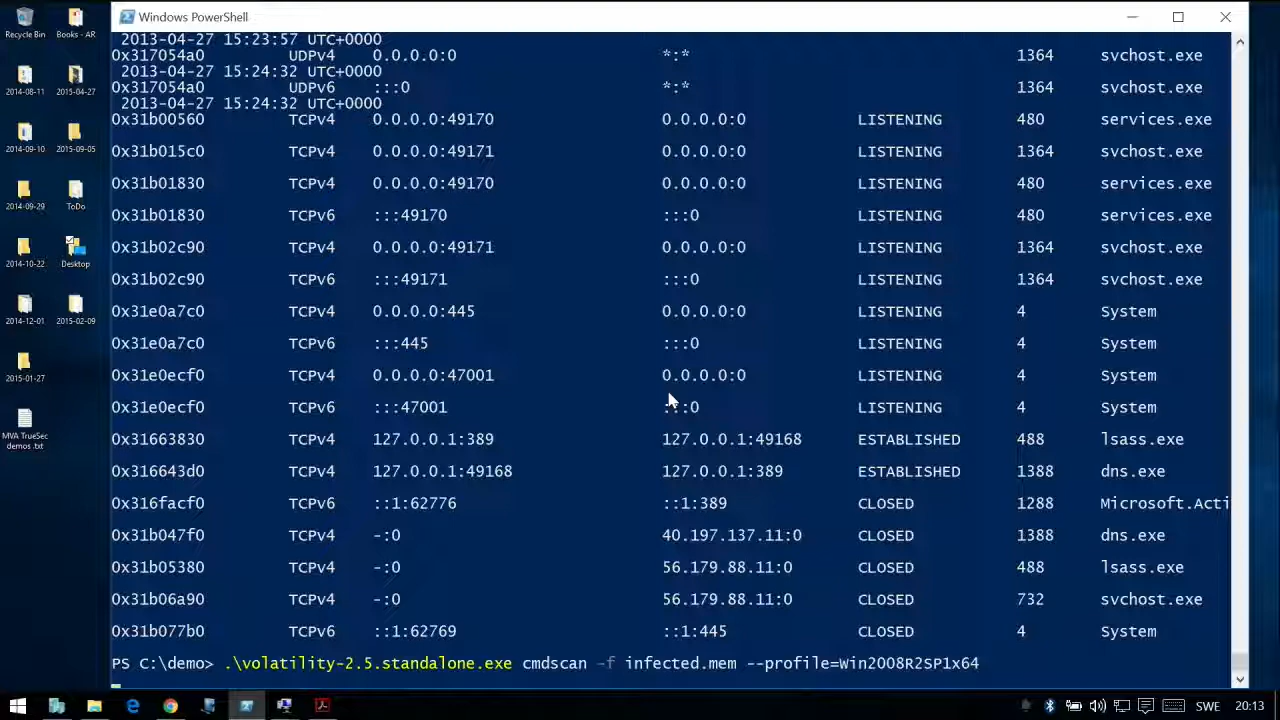 Windows PowerShell
2013-04-27 15:23:57 UTC+0000
0x317054a0 UDPv4 0.0.0.0:0 *:* 1364 svchost.exe
2013-04-27 15:24:32 UTC+0000
0x317054a0 UDPv6 :::0 *:* 1364 svchost.exe
2013-04-27 15:24:32 UTC+0000
0x31b00560 TCPv4 0.0.0.0:49170 0.0.0.0:0 LISTENING 480 services.exe
0x31b015c0 TCPv4 0.0.0.0:49171 0.0.0.0:0 LISTENING 1364 svchost.exe
0x31b01830 TCPv4 0.0.0.0:49170 0.0.0.0:0 LISTENING 480 services.exe
0x31b01830 TCPv6 :::49170 :::0 LISTENING 480 services.exe
0x31b02c90 TCPv4 0.0.0.0:49171 0.0.0.0:0 LISTENING 1364 svchost.exe
0x31b02c90 TCPv6 :::49171 :::0 LISTENING 1364 svchost.exe
0x31e0a7c0 TCPv4 0.0.0.0:445 0.0.0.0:0 LISTENING 4 System
0x31e0a7c0 TCPv6 :::445 :::0 LISTENING 4 System
0x31e0ecf0 TCPv4 0.0.0.0:47001 0.0.0.0:0 LISTENING 4 System
0x31e0ecf0 TCPv6 :::47001 :::0 LISTENING 4 System
0x31663830 TCPv4 127.0.0.1:389 127.0.0.1:49168 ESTABLISHED 488 lsass.exe
0x316643d0 TCPv4 127.0.0.1:49168 127.0.0.1:389 ESTABLISHED 1388 dns.exe
0x316facf0 TCPv6 ::1:62776 ::1:389 CLOSED 1288 Microsoft.Acti
0x31b047f0 TCPv4 -:0 40.197.137.11:0 CLOSED 1388 dns.exe
0x31b05380 TCPv4 -:0 56.179.88.11:0 CLOSED 488 lsass.exe
0x31b06a90 TCPv4 -:0 56.179.88.11:0 CLOSED 732 svchost.exe
0x31b077b0 TCPv6 ::1:62769 ::1:445 CLOSED 4 System
PS C:\demo> .\volatility-2.5.standalone.exe cmdscan -f infected.mem --profile=Win2008R2SP1x64
Recycle Bin
Books - AR
2014-08-11
2015-04-27
2014-09-10
2015-09-05
2014-09-29
ToDo
2014-10-22
Desktop
2014-12-01
2015-02-09
2015-01-27
MVA TrueSec
demos.txt
SWE
20:13